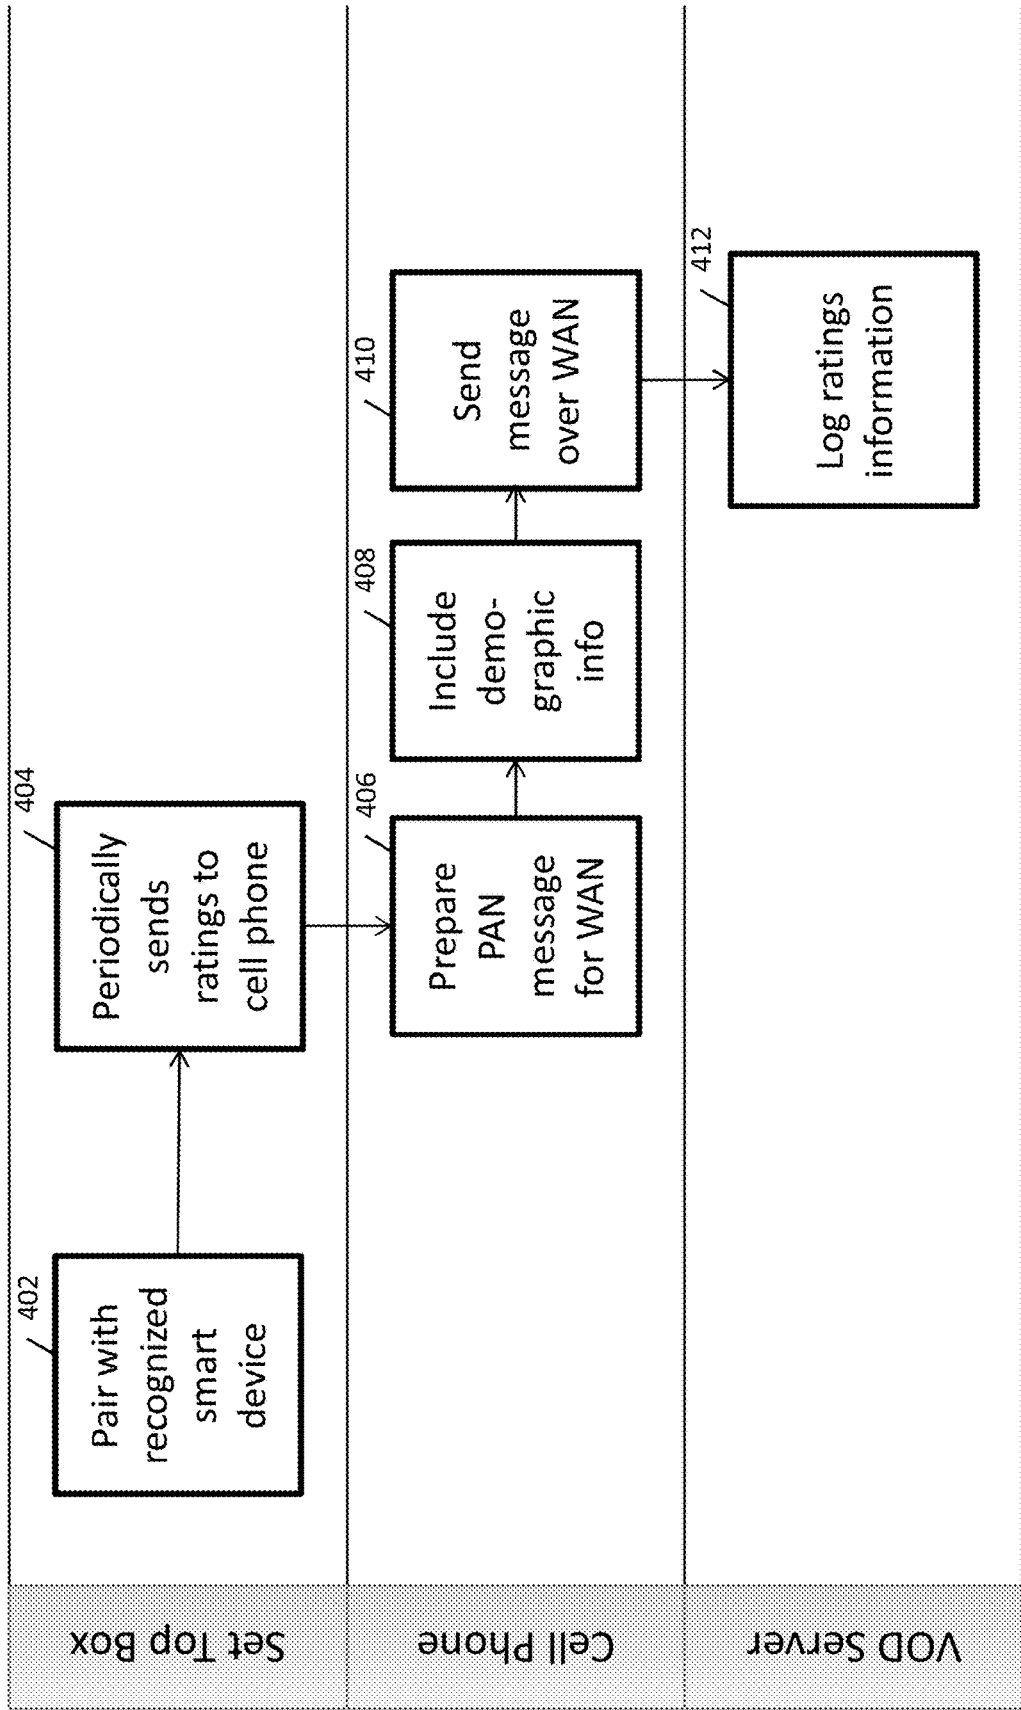 Set Top Box
402
Pair with
recognized
smart
device
404
Periodically
sends
ratings to
cell phone
Cell Phone
406
Prepare
PAN
message
for WAN
408
Include
demo-
graphic
info
410
Send
message
over WAN
VOD Server
412
Log ratings
information